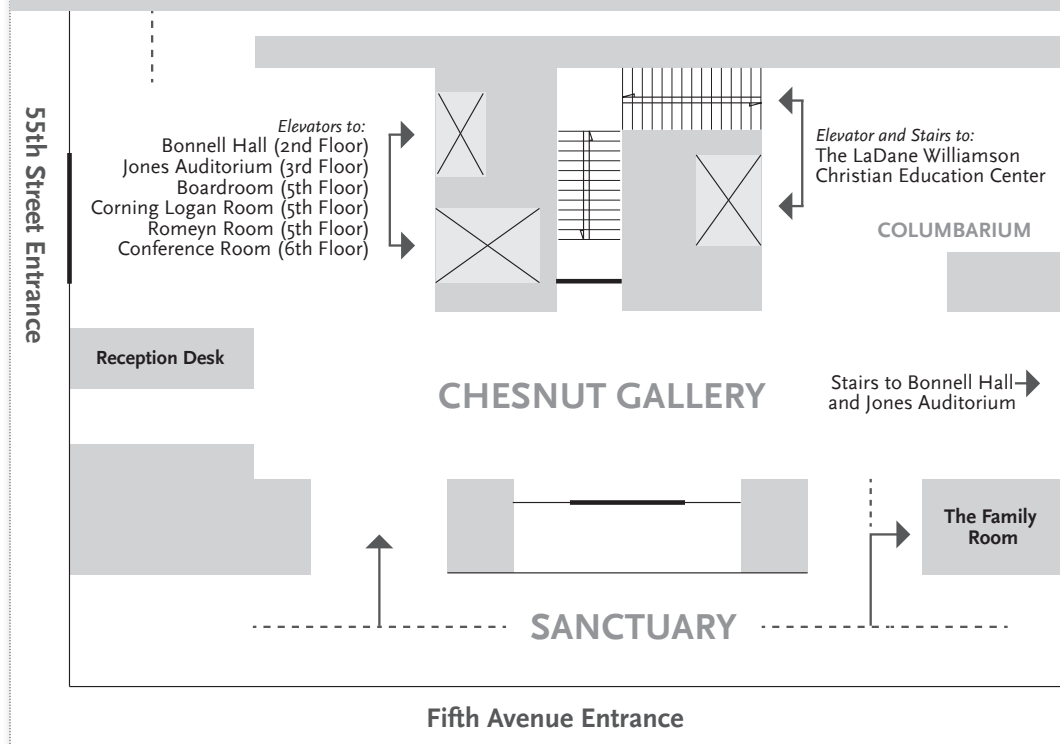 55th Street Entrance
Elevators to:
Bonnell Hall (2nd Floor)
Jones Auditorium (3rd Floor)
Boardroom (5th Floor)
Corning Logan Room (5th Floor)
Romeyn Room (5th Floor)
Conference Room (6th Floor)
Elevator and Stairs to:
The LaDane Williamson
Christian Education Center
COLUMBARIUM
Reception Desk
CHESNUT GALLERY
Stairs to Bonnell Hall
and Jones Auditorium
The Family
Room
SANCTUARY
Fifth Avenue Entrance